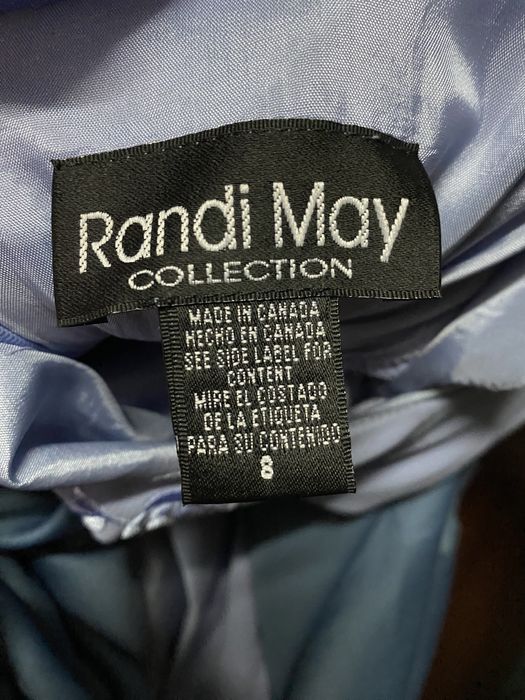 Randi May
COLLECTION
MADE IN CANADA
HECHO EN CANADA
SEE SIDE LABEL FOR
CONTENT
MIRE EL COSTADO
DE LA ETIQUETA
PARA SU CONTENIDO
8